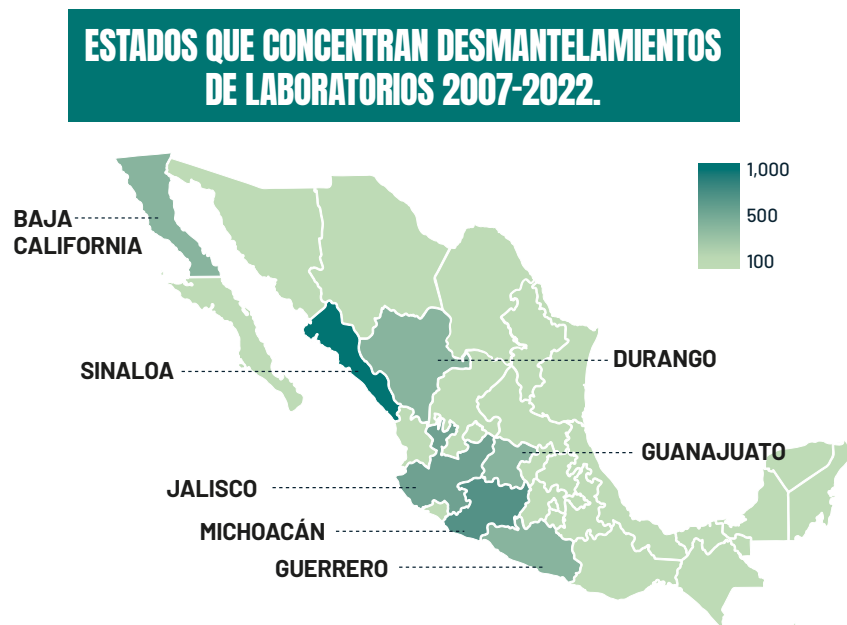 ESTADOS QUE CONCENTRAN DESMANTELAMIENTOS
DE LABORATORIOS 2007-2022.
1,000
500
100
BAJA
CALIFORNIA
SINALOA
DURANGO
GUANAJUATO
JALISCO
MICHOACÁN
GUERRERO